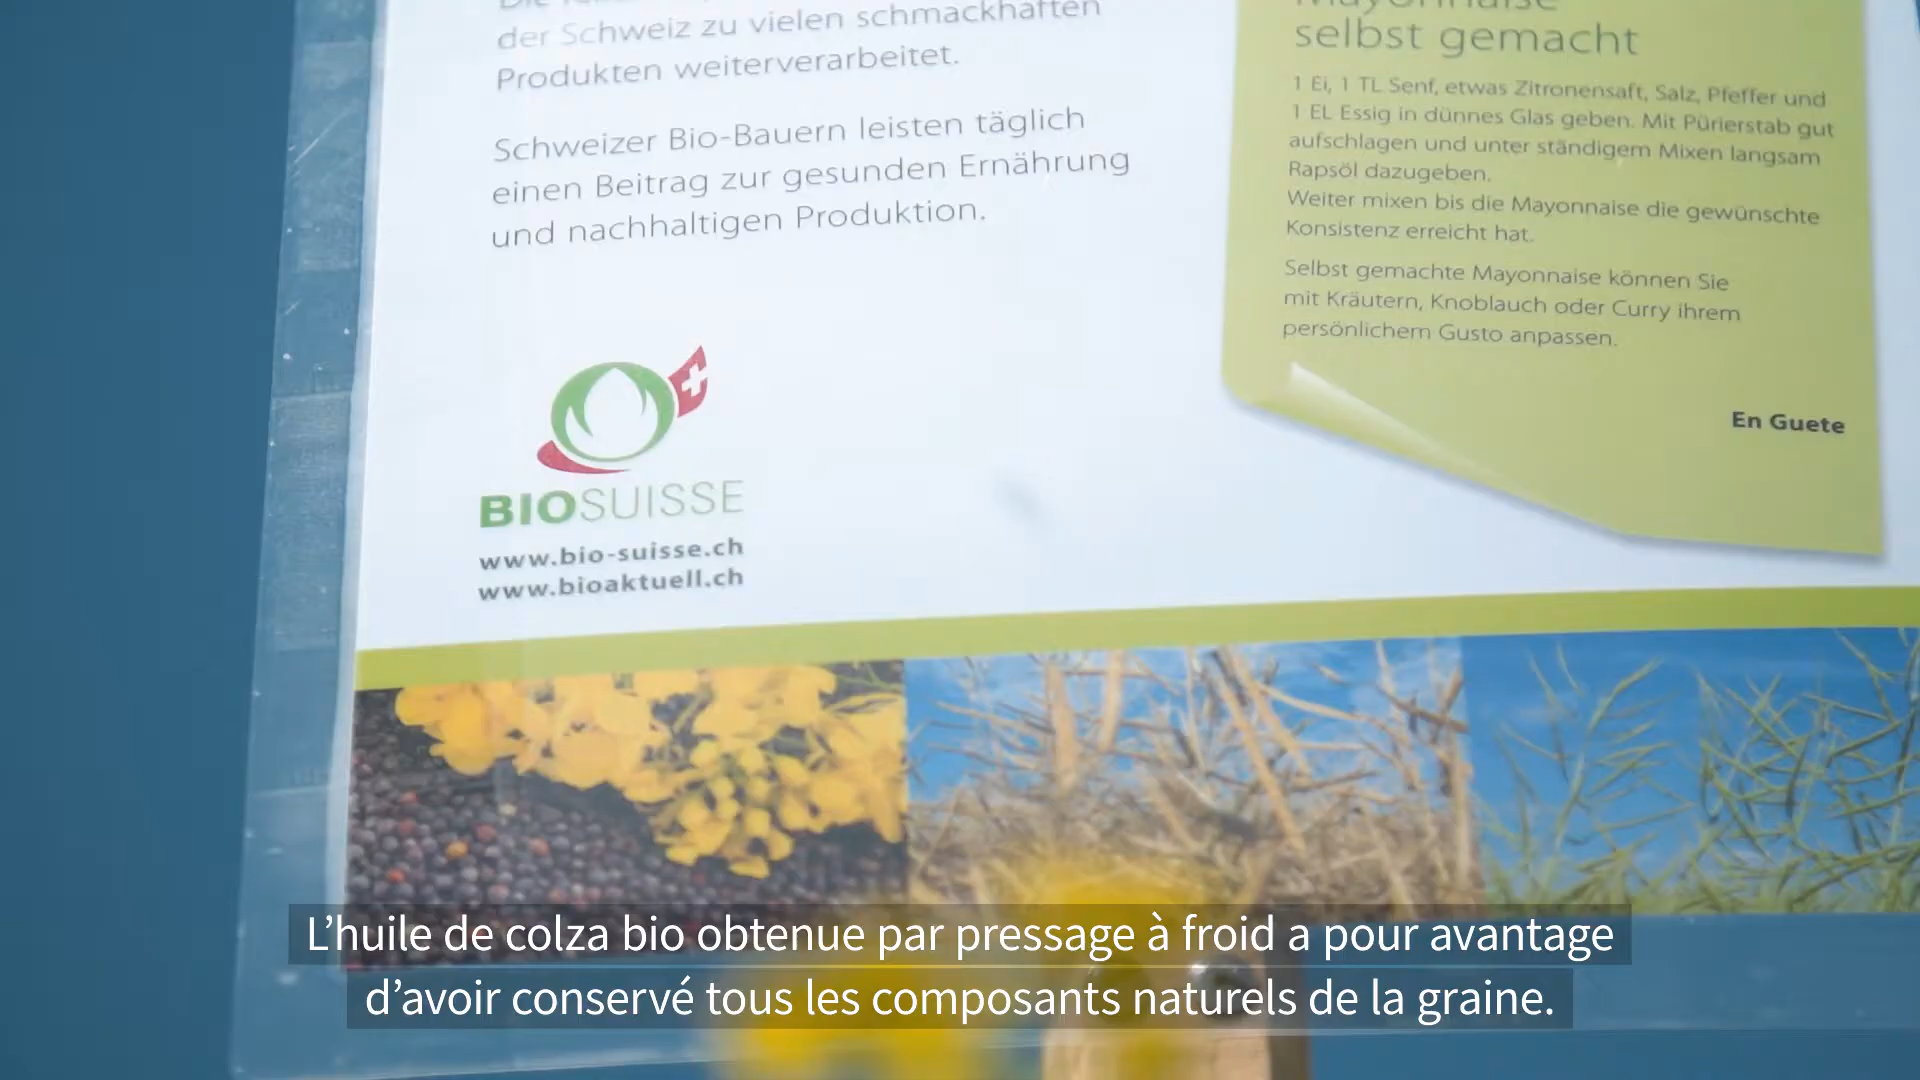 der Schweiz zu vielen schmackhaften
Produkten weiterverarbeitet.
Schweizer Bio-Bauern leisten täglich
einen Beitrag zur gesunden Ernährung
und nachhaltigen Produktion.
BIOSUISSE
www.bio-suisse.ch
www.bioaktuell.ch
Mayonnaise
selbst gemacht
1 Ei, 1 TL Senf, etwas Zitronensaft, Salz, Pfeffer und
1 EL Essig in dünnes Glas geben. Mit Pürierstab gut
aufschlagen und unter ständigem Mixen langsam
Rapsöl dazugeben.
Weiter mixen bis die Mayonnaise die gewünschte
Konsistenz erreicht hat.
Selbst gemachte Mayonnaise können Sie
mit Kräutern, Knoblauch oder Curry ihrem
persönlichem Gusto anpassen.
En Guete
L’huile de colza bio obtenue par pressage à froid a pour avantage
d’avoir conservé tous les composants naturels de la graine.